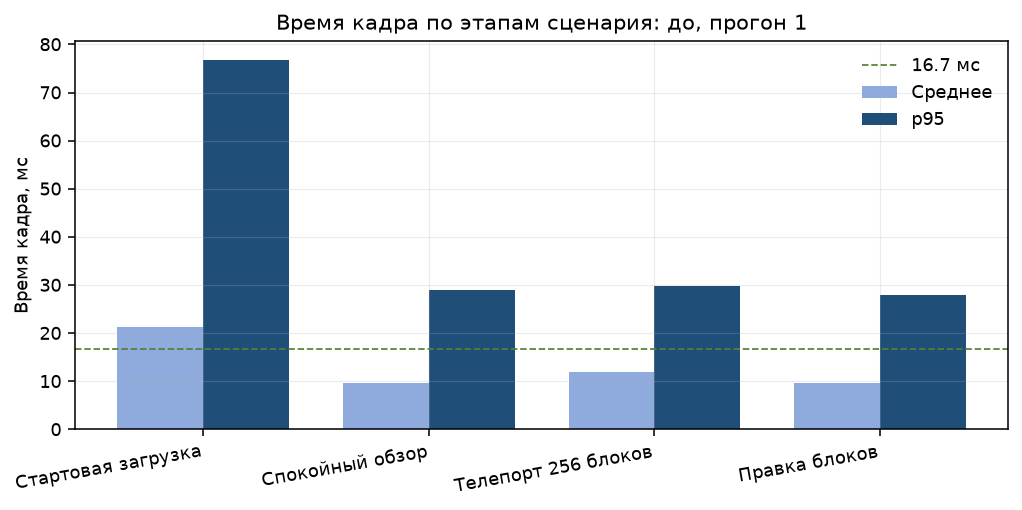 Время кадра по этапам сценария: до, прогон 1
Время кадра, мс
80
70
60
50
40
30
20
10
0
16.7 мс
Среднее
p95
Стартовая загрузка
Спокойный обзор
Телепорт 256 блоков
Правка блоков